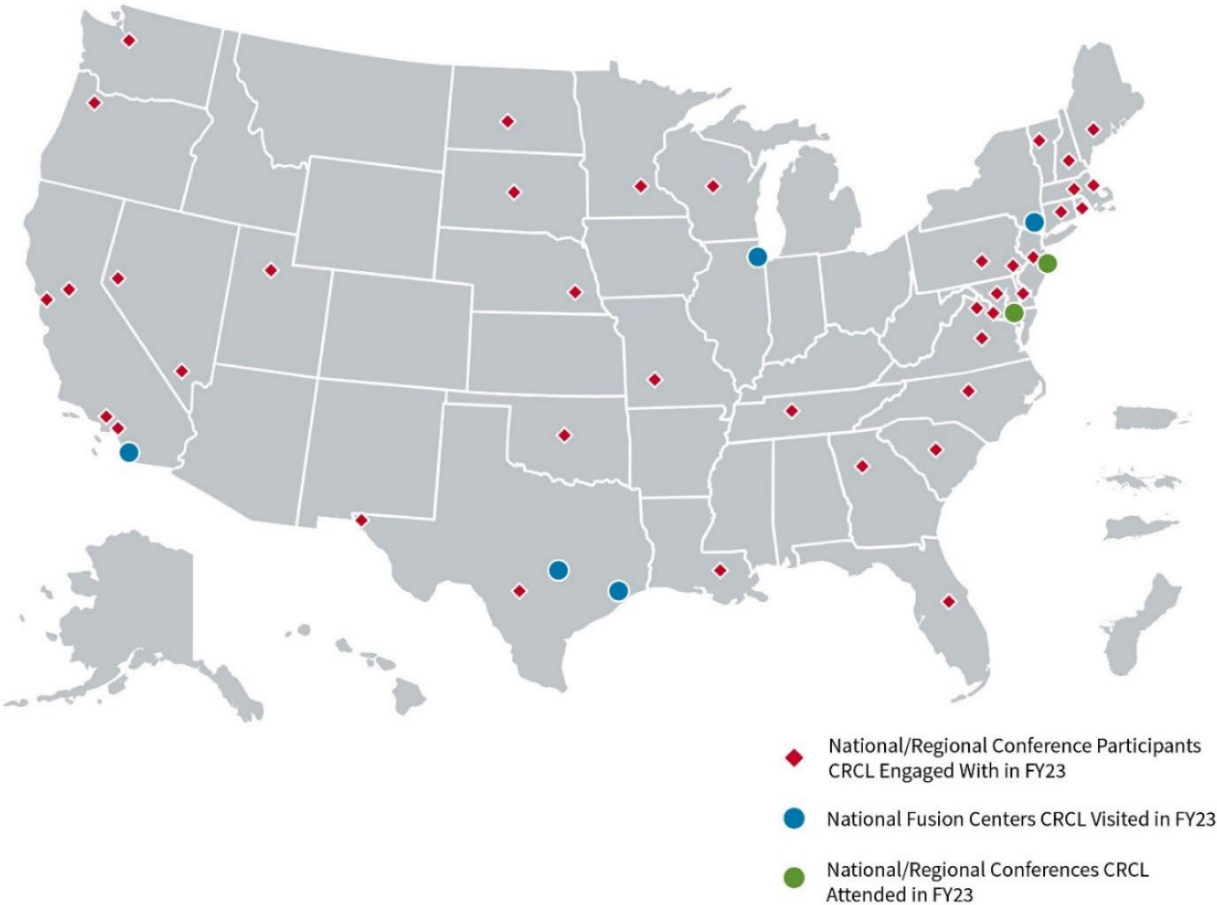 National/Regional Conference Participants
CRCL Engaged With in FY23
National Fusion Centers CRCL Visited in FY23
National/Regional Conferences CRCL
Attended in FY23